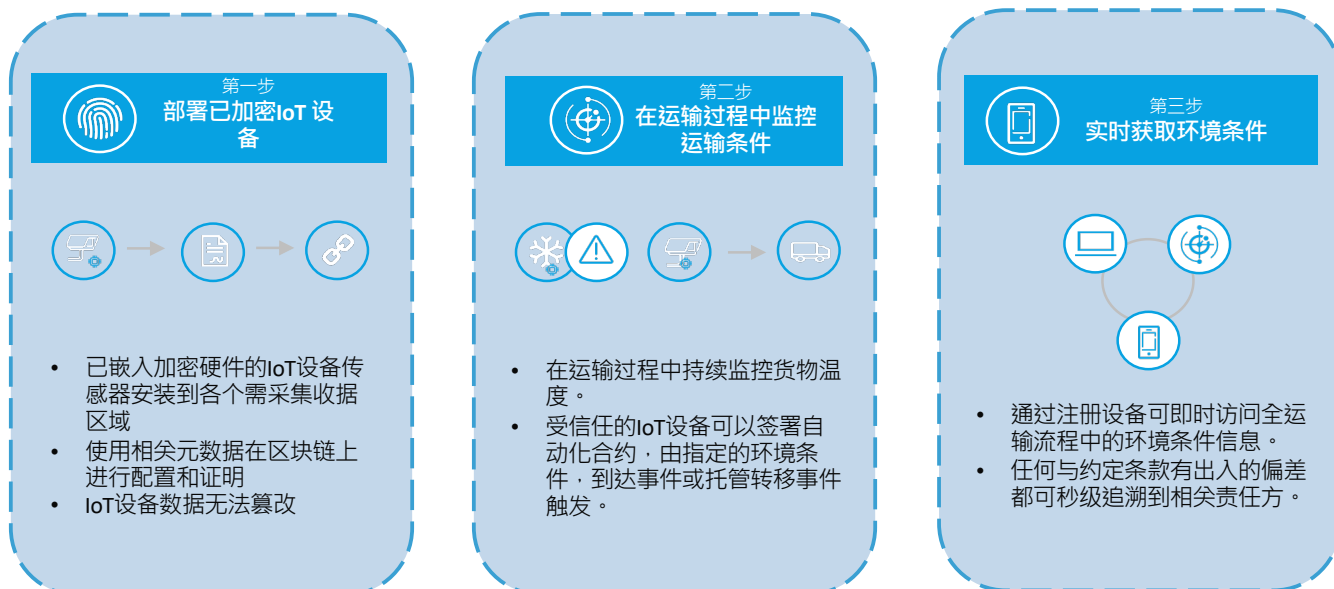 第一步
部署已加密IoT 设
备
• 已嵌入加密硬件的IoT设备传
感器安装到各个需采集收据
区域
• 使用相关元数据在区块链上
进行配置和证明
• IoT设备数据无法篡改
第二步
在运输过程中监控
运输条件
• 在运输过程中持续监控货物温
度。
• 受信任的IoT设备可以签署自
动化合约,由指定的环境条
件,到达事件或托管转移事件
触发。
第三步
实时获取环境条件
• 通过注册设备可即时访问全运
输流程中的环境条件信息。
• 任何与约定条款有出入的偏差
都可秒级追溯到相关责任方。